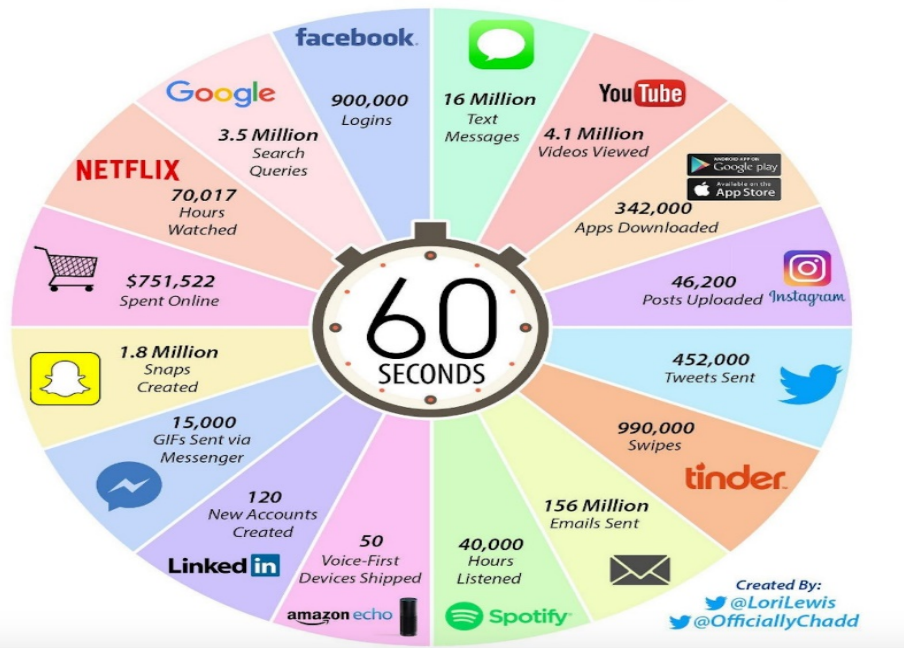 facebook.
900,000
Logins
16 Million
Text
Messages
YouTube
4.1 Million
Videos Viewed
ANDROID APP ON
Google play
Available on the
App Store
342,000
Apps Downloaded
46,200
Posts Uploaded
Instagram
452,000
Tweets Sent
990,000
Swipes
tinder
156 Million
Emails Sent
40,000
Hours
Listened
Spotify
50
Voice-First
Devices Shipped
amazon echo
120
New Accounts
Created
Linked in
15,000
GIFs Sent via
Messenger
1.8 Million
Snaps
Created
$751,522
Spent Online
NETFLIX
70,017
Hours
Watched
Google
3.5 Million
Search
Queries
60
SECONDS
Created By:
@LoriLewis
@OfficiallyChadd